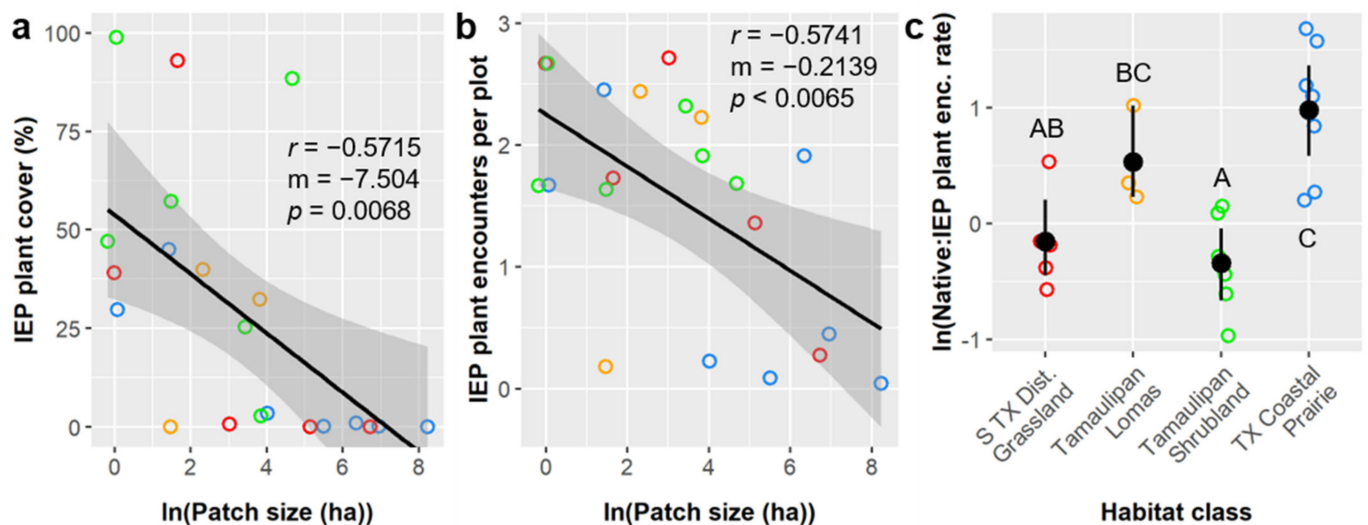 a
100
75
50
25
0
IEP plant cover (%)
r = −0.5715
m = −7.504
p = 0.0068
0
2
4
6
8
ln(Patch size (ha))
b
3
2
1
0
IEP plant encounters per plot
r = −0.5741
m = −0.2139
p < 0.0065
0
2
4
6
8
ln(Patch size (ha))
c
1
0
-1
ln(Native:IEP plant enc. rate)
AB
BC
A
C
S TX Dist.
Grassland
Tamaulipan
Lomas
Tamaulipan
Shrubland
TX Coastal
Prairie
Habitat class